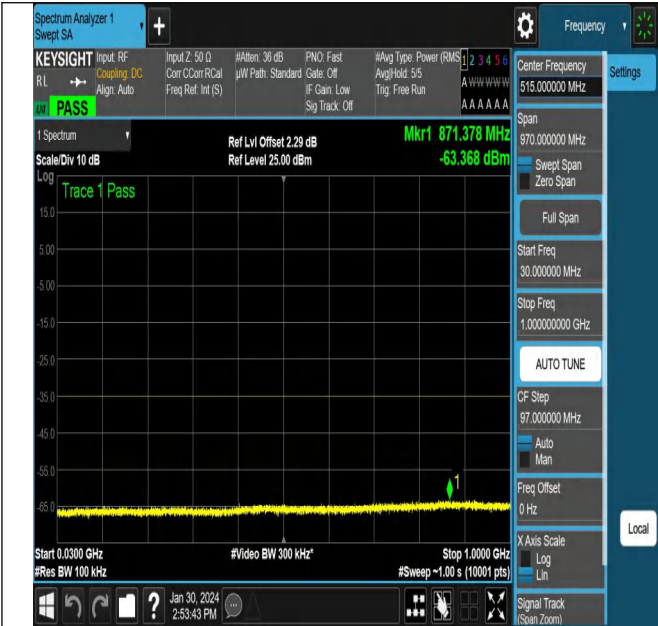 Spectrum Analyzer 1
Swept SA
+
Frequency
KEYSIGHT
RL
Input: RF
Coupling: DC
Align: Auto
Input Z: 50 Ω
Corr CCorr RCal
Freq Ref: Int (S)
#Atten: 36 dB
µW Path: Standard
PNO: Fast
Gate: Off
IF Gain: Low
Sig Track: Off
#Avg Type: Power (RMS
Avg|Hold: 5/5
Trig: Free Run
1 2 3 4 5 6
A W W W W W
A A A A A A
LXI
PASS
1 Spectrum
Scale/Div 10 dB
Ref Lvl Offset 2.29 dB
Ref Level 25.00 dBm
Mkr1 871.378 MHz
-63.368 dBm
Log
Trace 1 Pass
15.0
5.00
-5.00
-15.0
-25.0
-35.0
-45.0
-55.0
-65.0
1
Start 0.0300 GHz
#Res BW 100 kHz
#Video BW 300 kHz*
Stop 1.0000 GHz
#Sweep ~1.00 s (10001 pts)
?
Jan 30, 2024
2:53:43 PM
Center Frequency
515.000000 MHz
Span
970.000000 MHz
Swept Span
Zero Span
Full Span
Start Freq
30.000000 MHz
Stop Freq
1.000000000 GHz
AUTO TUNE
CF Step
97.000000 MHz
Auto
Man
Freq Offset
0 Hz
X Axis Scale
Log
Lin
Signal Track
(Span Zoom)
Settings
Local